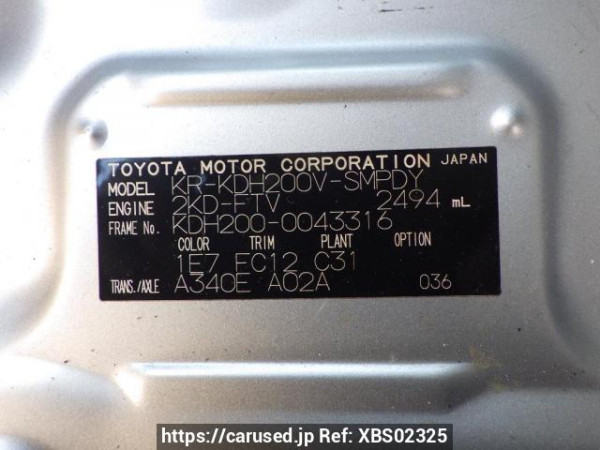 TOYOTA MOTOR CORPORATION JAPAN
MODEL KR-KDH200V-SMPDY
ENGINE 2KD-FTV 2494 mL
FRAME No. KDH200-0043316
COLOR TRIM PLANT OPTION
1E7 FC12 C31
TRANS./AXLE A340E A02A 036
https://carused.jp Ref: XBS02325